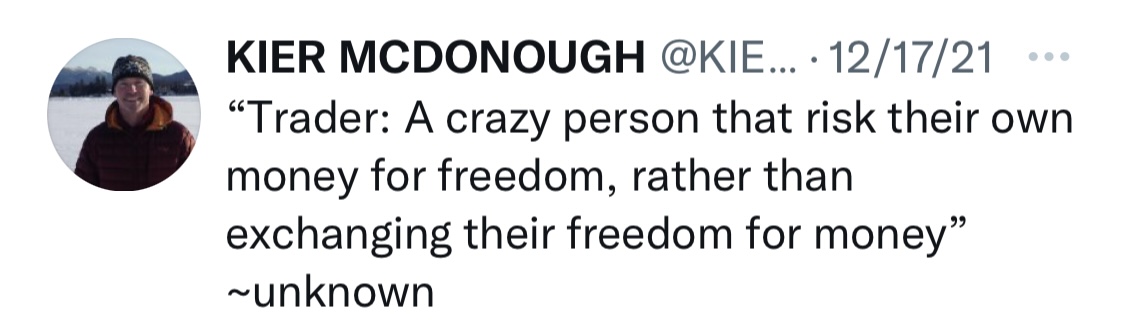 KIER MCDONOUGH @KIE... · 12/17/21 •••
“Trader: A crazy person that risk their own
money for freedom, rather than
exchanging their freedom for money”
~unknown